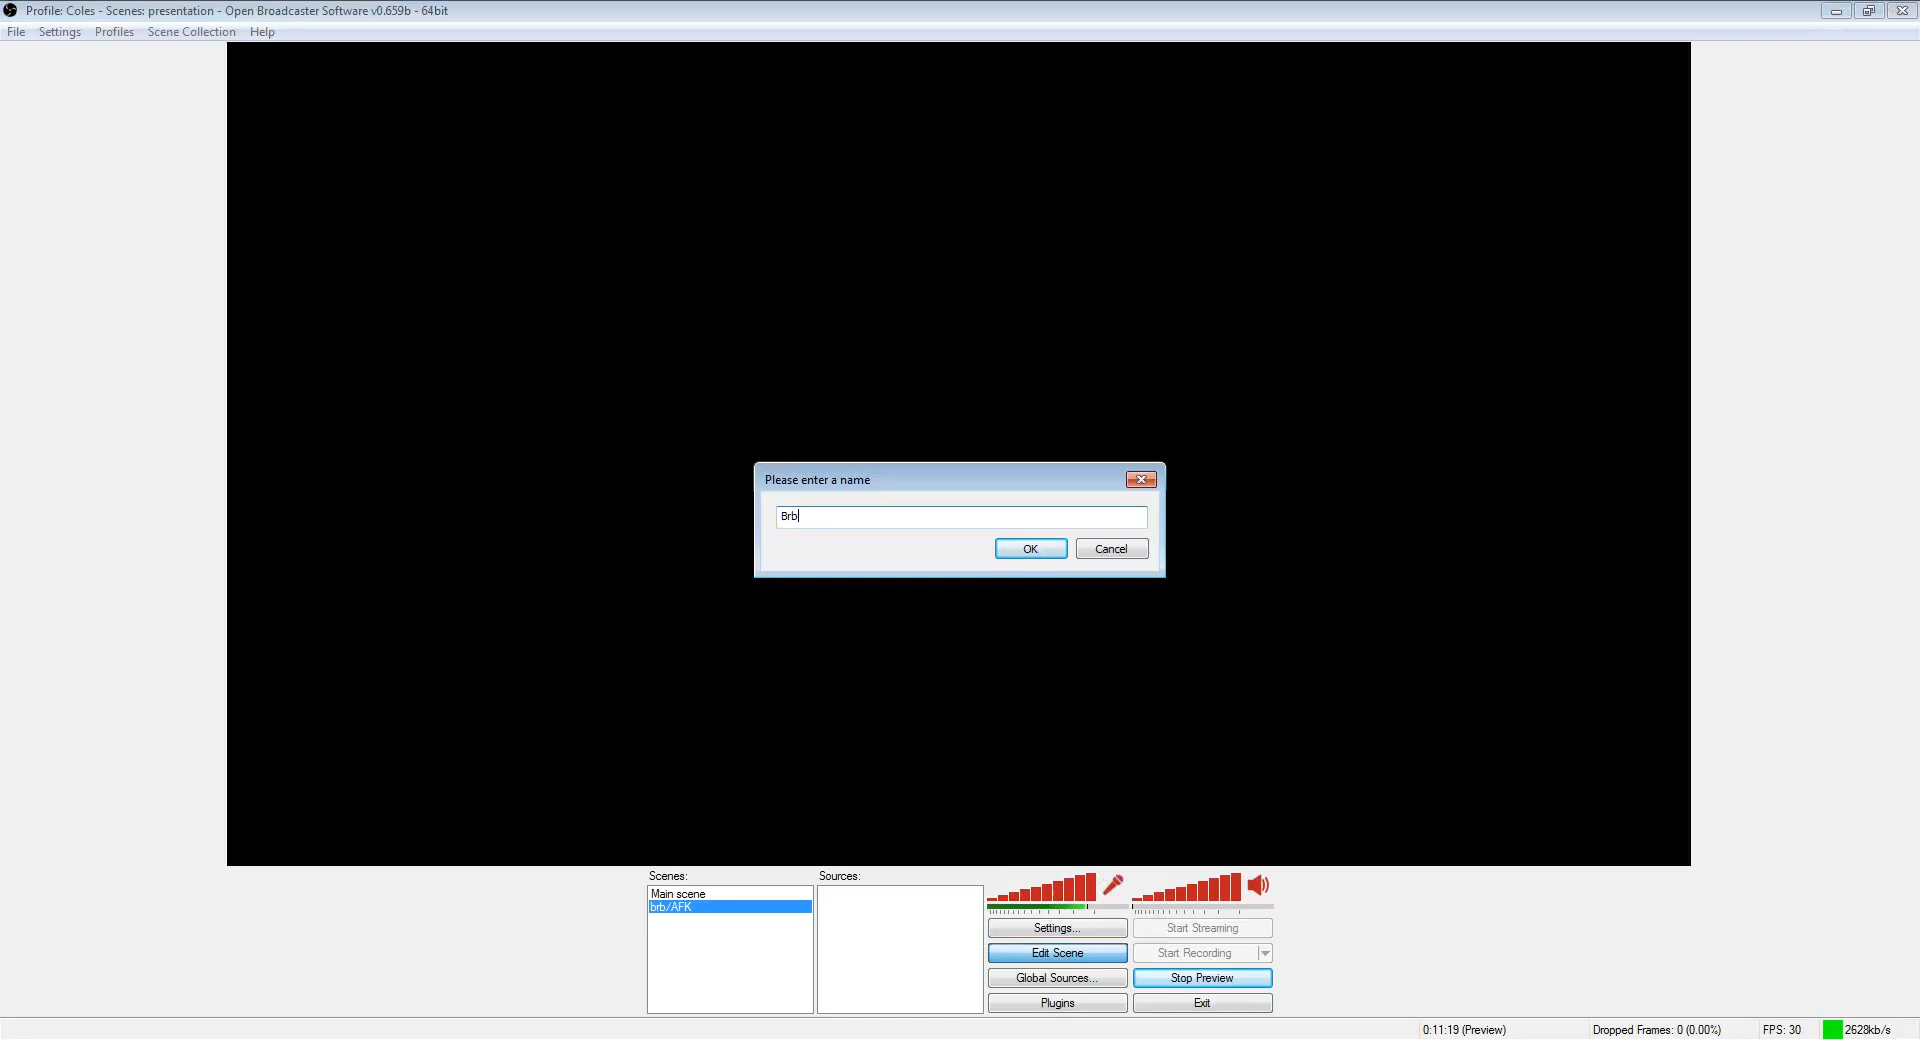 Profile: Coles - Scenes: presentation - Open Broadcaster Software v0.659b - 64bit
File Settings Profiles Scene Collection Help
Please enter a name
Brb
OK Cancel
Scenes: Sources:
Main scene
brb/AFK
Settings... Start Streaming
Edit Scene Start Recording
Global Sources... Stop Preview
Plugins Exit
0:11:19 (Preview) Dropped Frames: 0 (0.00%) FPS: 30 2628kb/s